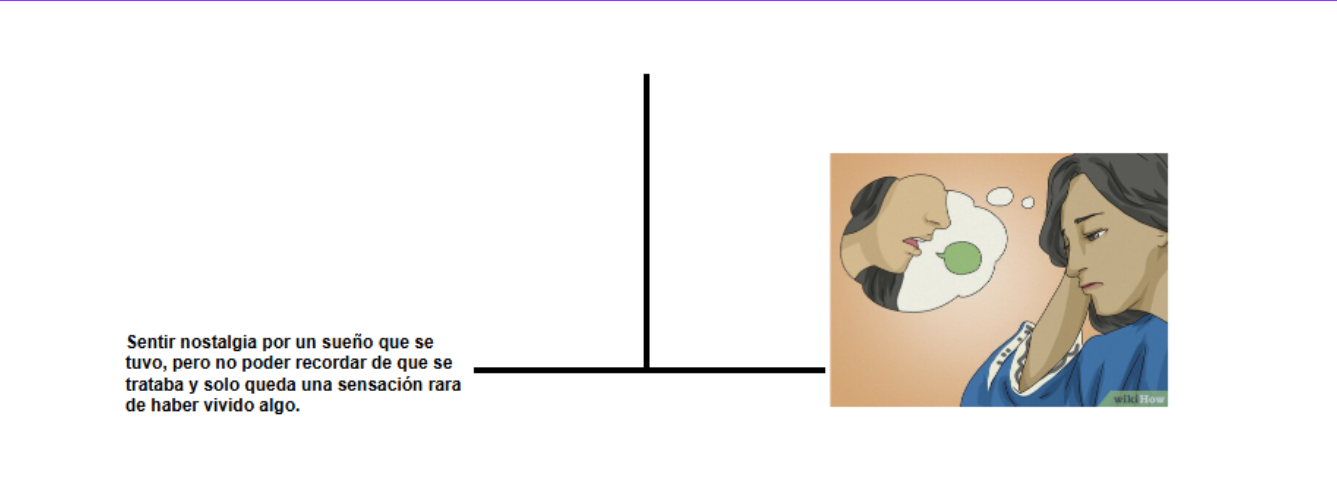 Sentir nostalgia por un sueño que se
tuvo, pero no poder recordar de que se
trataba y solo queda una sensación rara
de haber vivido algo.
wikiHow